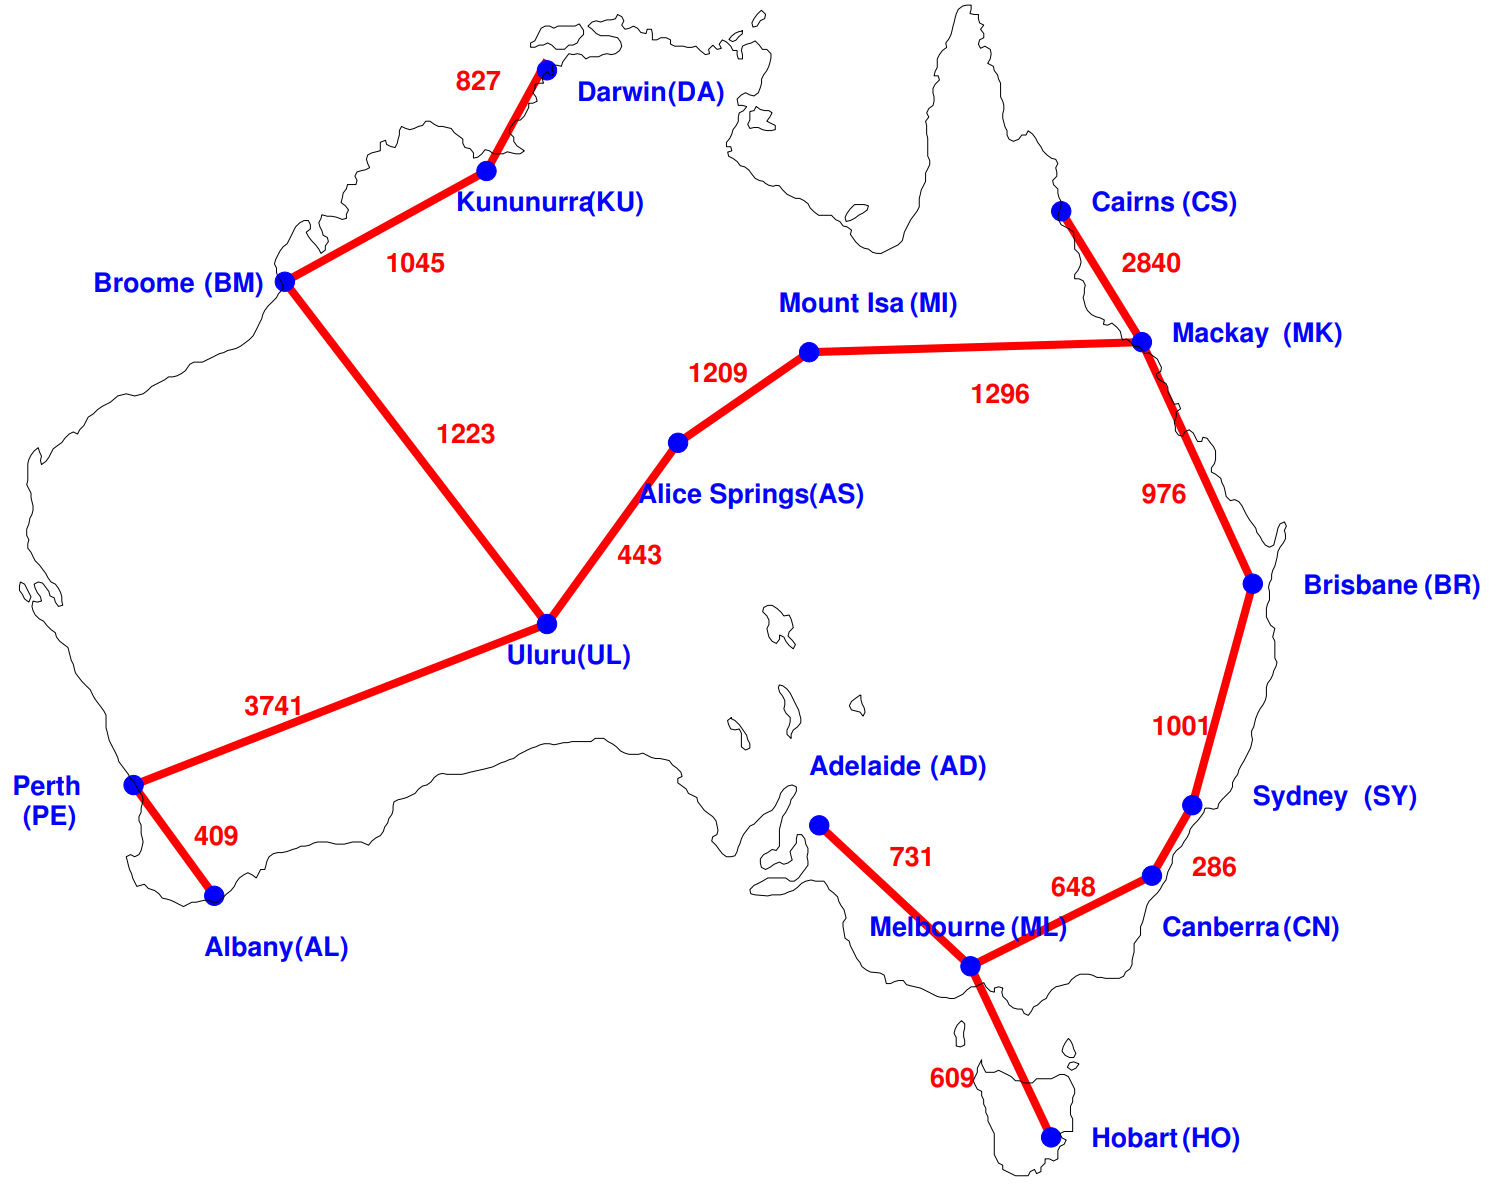 827
Darwin(DA)
Kununurra(KU)
Cairns (CS)
1045
2840
Broome (BM)
Mount Isa (MI)
Mackay (MK)
1209
1296
1223
976
Alice Springs(AS)
443
Brisbane (BR)
Uluru(UL)
3741
1001
Adelaide (AD)
Perth
(PE)
Sydney (SY)
409
731
286
648
Melbourne (ML)
Canberra(CN)
Albany(AL)
609
Hobart (HO)